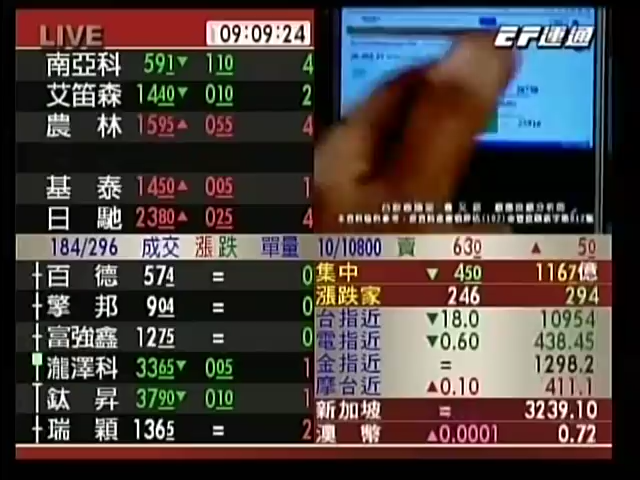 LIVE 09:09:24
EF連通
南亞科 591▼ 110 4
艾笛森 1440▼ 010 2
農林 1595▲ 055 4
基泰 1450▲ 005 1
日馳 2380▲ 025 4
184/296 成交 漲跌 單量
百德 574 = 0
擎邦 904 = 0
富強鑫 1275 = 0
瀧澤科 3365▼ 005 1
鈦昇 3790▼ 010 1
瑞穎 1365 = 2
10/10800 賣 630 ▲ 50
集中 ▼ 450 1167億
漲跌家 246 294
台指近 ▼18.0 10954
電指近 ▼0.60 438.45
金指近 = 1298.2
摩台近 ▲0.10 411.1
新加坡 = 3239.10
澳幣 ▲0.0001 0.72